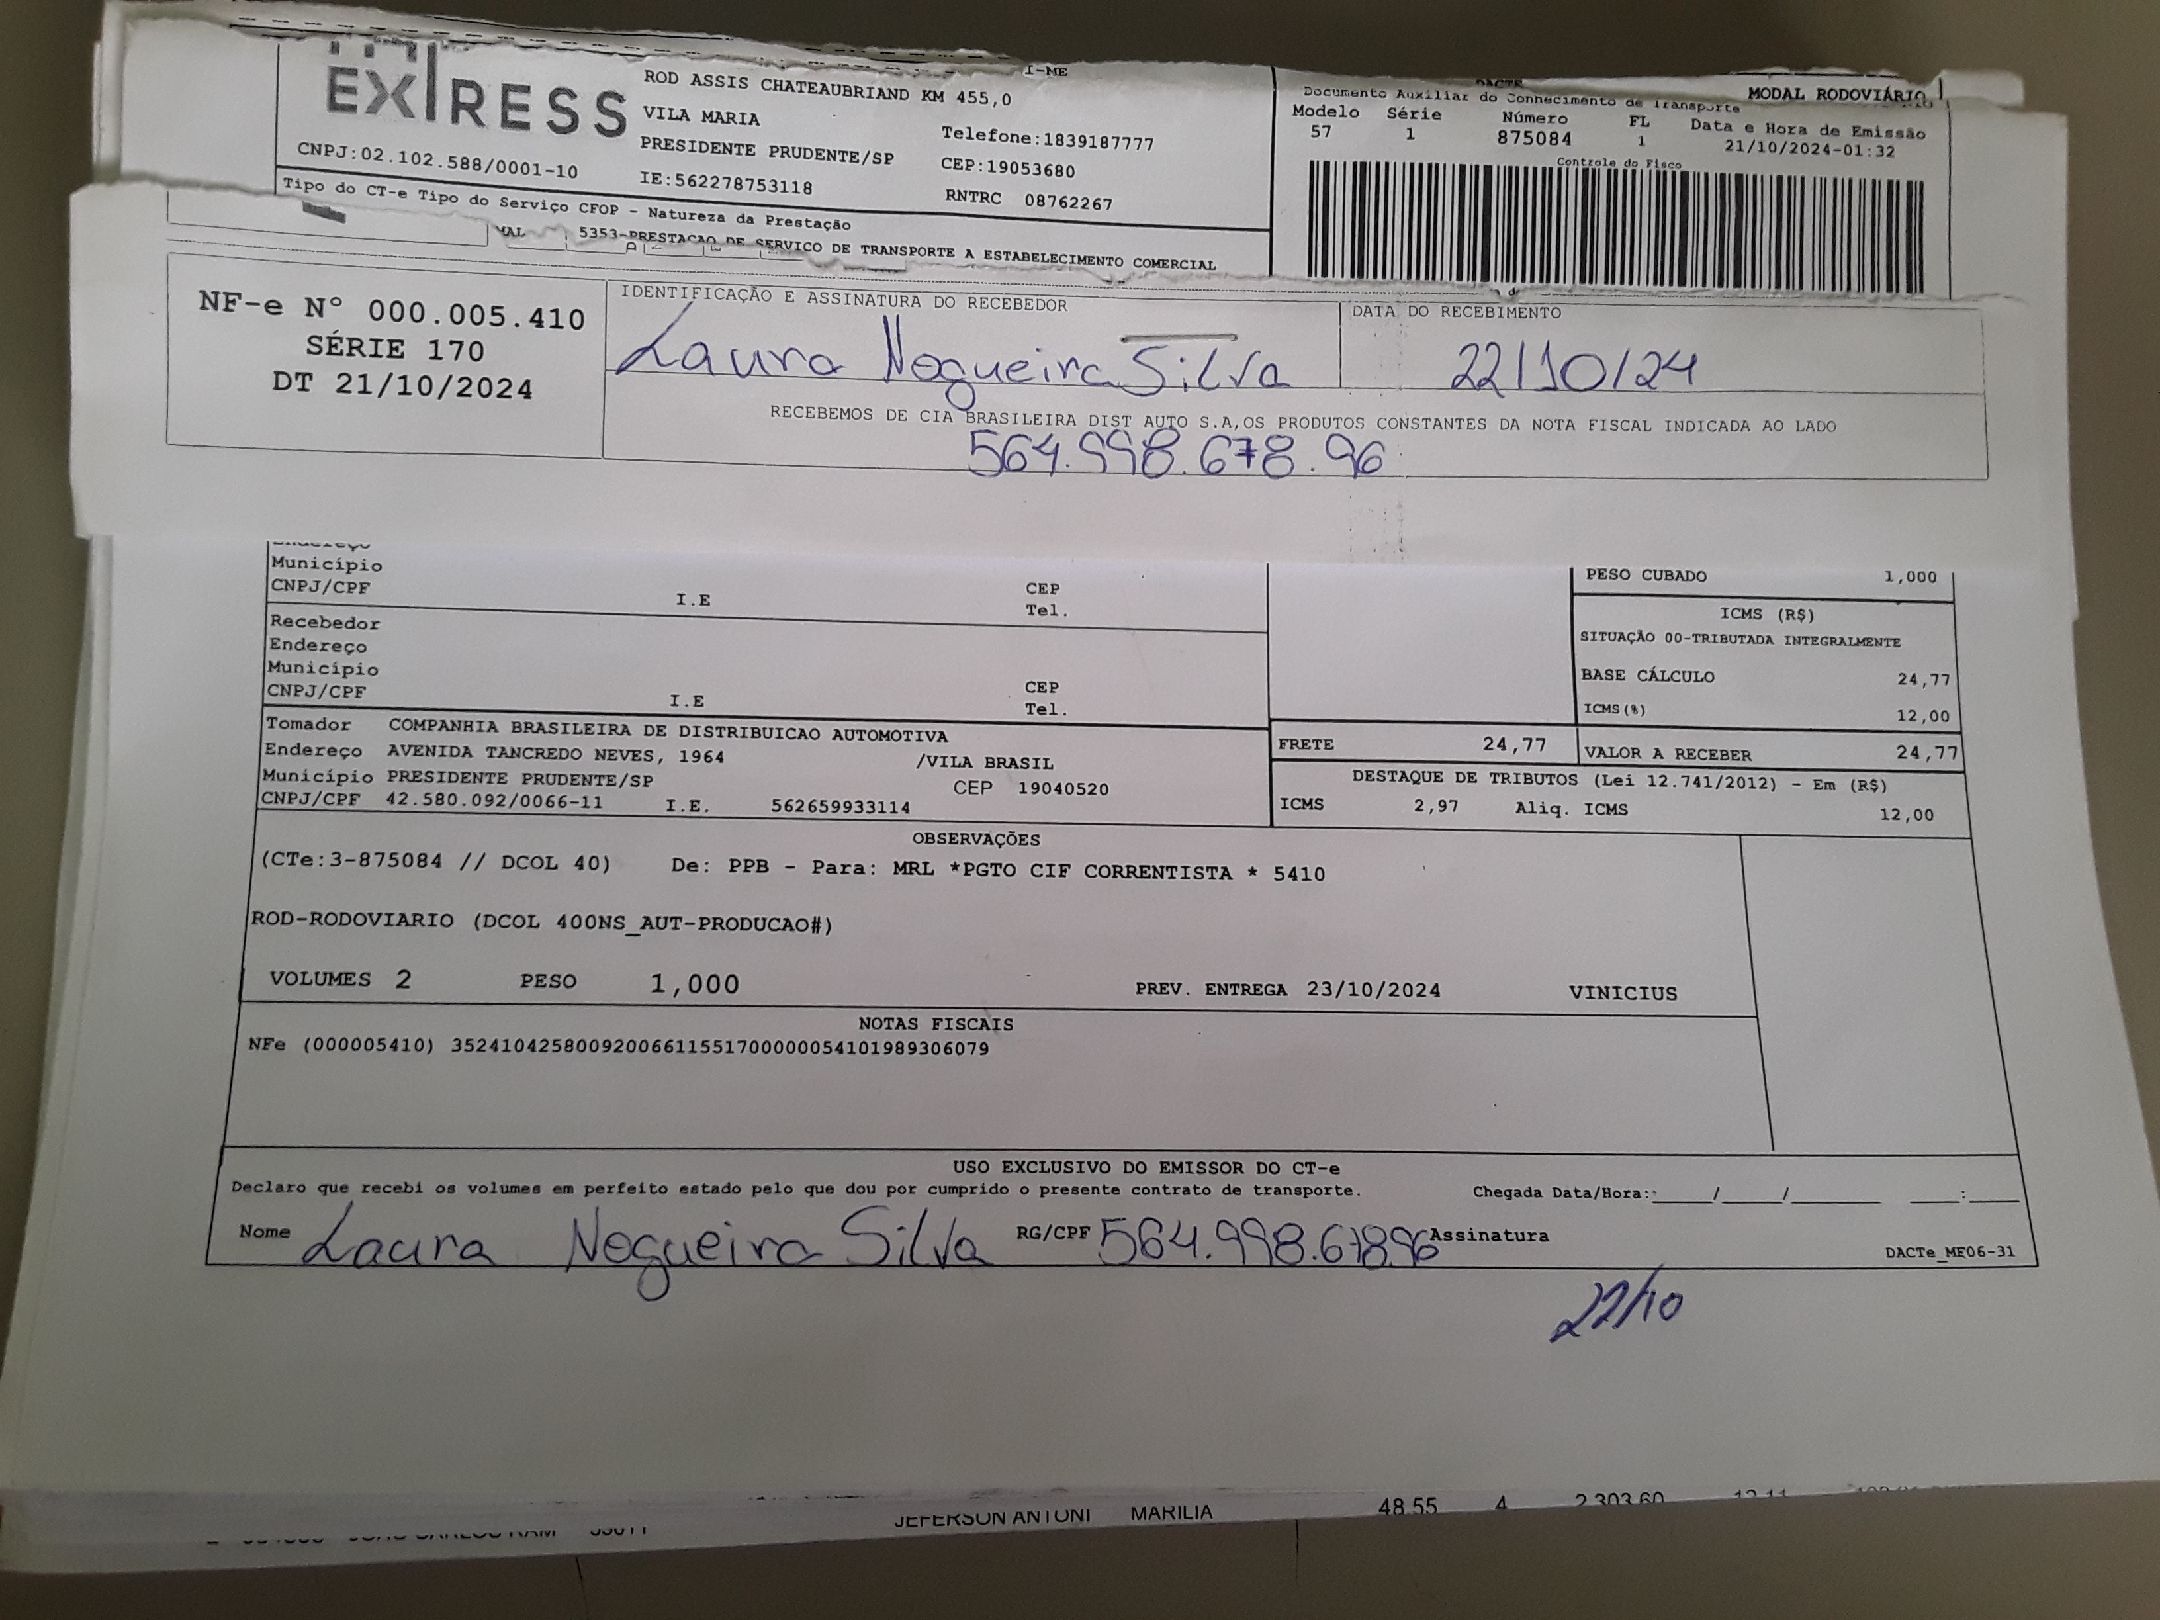 I-ME
EXPRESS
ROD ASSIS CHATEAUBRIAND KM 455,0
VILA MARIA
PRESIDENTE PRUDENTE/SP
Telefone:1839187777
CNPJ:02.102.588/0001-10
IE:562278753118
CEP:19053680
RNTRC 08762267
DACTE
MODAL RODOVIÁRIO
Documento Auxiliar do Conhecimento de Transporte
Modelo Série Número FL Data e Hora de Emissão
57 1 875084 1 21/10/2024-01:32
Controle do Fisco
Tipo do CT-e Tipo do Serviço CFOP - Natureza da Prestação
5353-PRESTACAO DE SERVICO DE TRANSPORTE A ESTABELECIMENTO COMERCIAL
NF-e Nº 000.005.410
SÉRIE 170
DT 21/10/2024
IDENTIFICAÇÃO E ASSINATURA DO RECEBEDOR
Laura Nogueira Silva
DATA DO RECEBIMENTO
22/10/24
RECEBEMOS DE CIA BRASILEIRA DIST AUTO S.A,OS PRODUTOS CONSTANTES DA NOTA FISCAL INDICADA AO LADO
564.998.678.96
Endereço
Município
CNPJ/CPF I.E CEP
Tel.
Recebedor
Endereço
Município
CNPJ/CPF I.E CEP
Tel.
PESO CUBADO 1,000
ICMS (R$)
SITUAÇÃO 00-TRIBUTADA INTEGRALMENTE
BASE CÁLCULO 24,77
ICMS(%) 12,00
Tomador COMPANHIA BRASILEIRA DE DISTRIBUICAO AUTOMOTIVA
Endereço AVENIDA TANCREDO NEVES, 1964 /VILA BRASIL
Município PRESIDENTE PRUDENTE/SP CEP 19040520
CNPJ/CPF 42.580.092/0066-11 I.E. 562659933114
FRETE 24,77 VALOR A RECEBER 24,77
DESTAQUE DE TRIBUTOS (Lei 12.741/2012) - Em (R$)
ICMS 2,97 Aliq. ICMS 12,00
OBSERVAÇÕES
(CTe:3-875084 // DCOL 40) De: PPB - Para: MRL *PGTO CIF CORRENTISTA * 5410
ROD-RODOVIARIO (DCOL 400NS_AUT-PRODUCAO#)
VOLUMES 2 PESO 1,000 PREV. ENTREGA 23/10/2024 VINICIUS
NOTAS FISCAIS
NFe (000005410) 35241042580092006611551700000054101989306079
USO EXCLUSIVO DO EMISSOR DO CT-e
Declaro que recebi os volumes em perfeito estado pelo que dou por cumprido o presente contrato de transporte. Chegada Data/Hora:_____/_____/________ ____:_____
Nome Laura Nogueira Silva RG/CPF 564.998.678.96 Assinatura
DACTe_ME06-31
22/10
JEFERSON ANTONI MARILIA 48,55 4 2.303,60